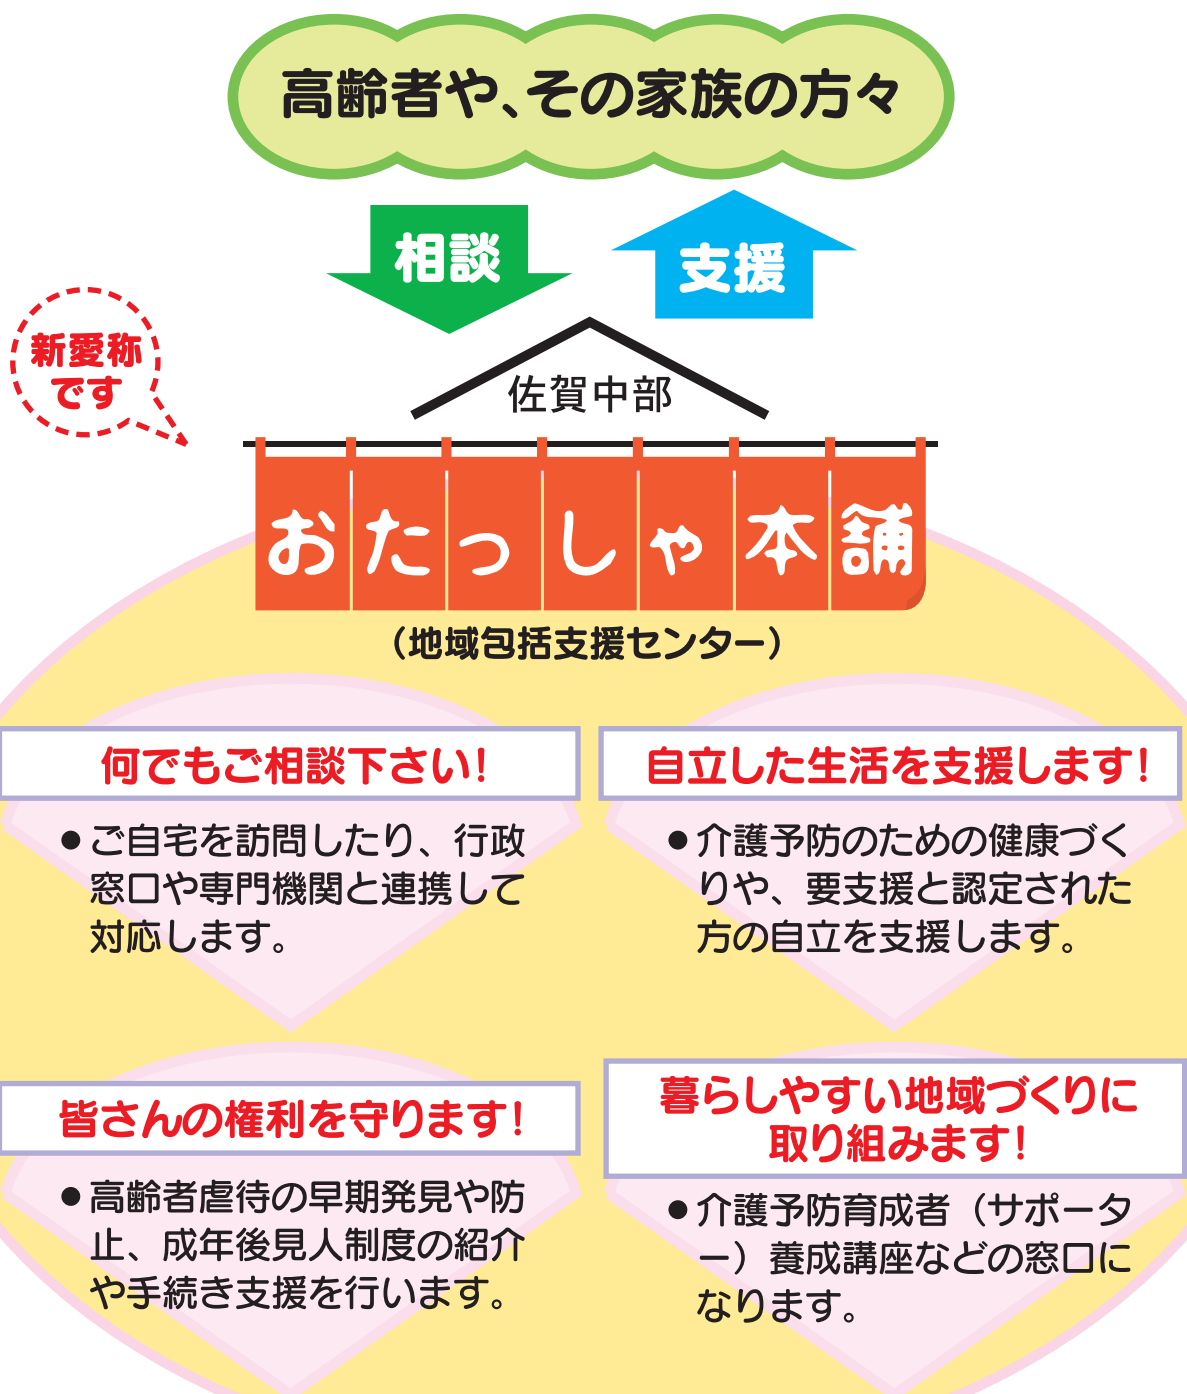 高齢者や、その家族の方々
相談
支援
新愛称
です
佐賀中部
おたっしゃ本舗
（地域包括支援センター）
何でもご相談下さい！
●ご自宅を訪問したり、行政
窓口や専門機関と連携して
対応します。
自立した生活を支援します！
●介護予防のための健康づく
りや、要支援と認定された
方の自立を支援します。
皆さんの権利を守ります！
●高齢者虐待の早期発見や防
止、成年後見人制度の紹介
や手続き支援を行います。
暮らしやすい地域づくりに
取り組みます！
●介護予防育成者（サポータ
ー）養成講座などの窓口に
なります。